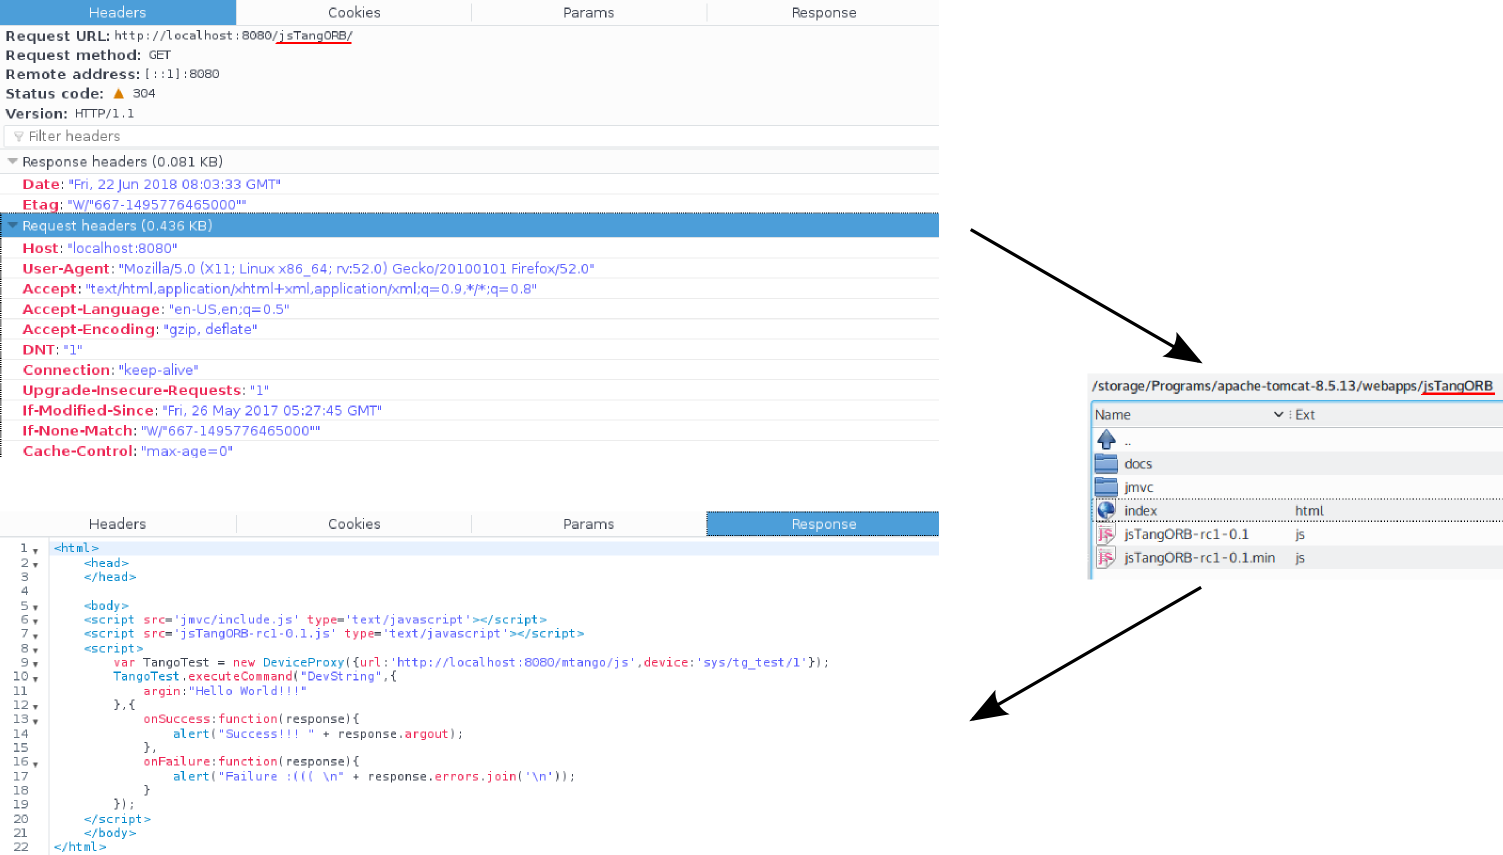 Headers Cookies Params Response
Request URL: http://localhost:8080/jsTangORB/
Request method: GET
Remote address: [::1]:8080
Status code: 304
Version: HTTP/1.1
Filter headers
Response headers (0.081 KB)
Date: "Fri, 22 Jun 2018 08:03:33 GMT"
Etag: "W/"667-1495776465000""
Request headers (0.436 KB)
Host: "localhost:8080"
User-Agent: "Mozilla/5.0 (X11; Linux x86_64; rv:52.0) Gecko/20100101 Firefox/52.0"
Accept: "text/html,application/xhtml+xml,application/xml;q=0.9,*/*;q=0.8"
Accept-Language: "en-US,en;q=0.5"
Accept-Encoding: "gzip, deflate"
DNT: "1"
Connection: "keep-alive"
Upgrade-Insecure-Requests: "1"
If-Modified-Since: "Fri, 26 May 2017 05:27:45 GMT"
If-None-Match: "W/"667-1495776465000""
Cache-Control: "max-age=0"
/storage/Programs/apache-tomcat-8.5.13/webapps/jsTangORB
Name Ext
..
docs
jmvc
index html
jsTangORB-rc1-0.1 js
jsTangORB-rc1-0.1.min js
Headers Cookies Params Response
1 <html>
2 <head>
3 </head>
4
5 <body>
6 <script src='jmvc/include.js' type='text/javascript'></script>
7 <script src='jsTangORB-rc1-0.1.js' type='text/javascript'></script>
8 <script>
9 var TangoTest = new DeviceProxy({url:'http://localhost:8080/mtango/js',device:'sys/tg_test/1'});
10 TangoTest.executeCommand("DevString",{
11 argin:"Hello World!!!"
12 },{
13 onSuccess:function(response){
14 alert("Success!!! " + response.argout);
15 },
16 onFailure:function(response){
17 alert("Failure :((( \n" + response.errors.join('\n'));
18 }
19 });
20 </script>
21 </body>
22 </html>